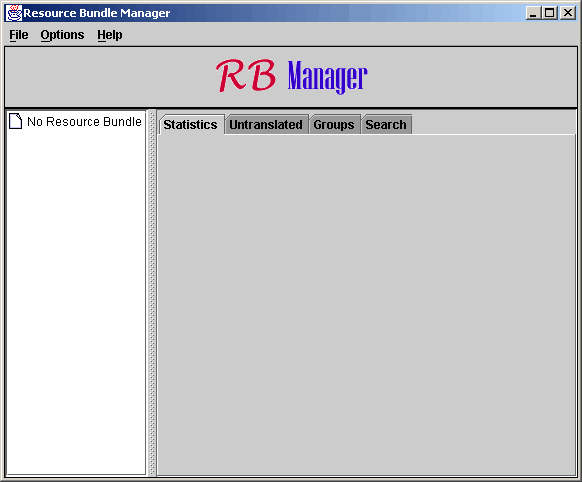 Resource Bundle Manager
File Options Help
RB Manager
No Resource Bundle
Statistics Untranslated Groups Search